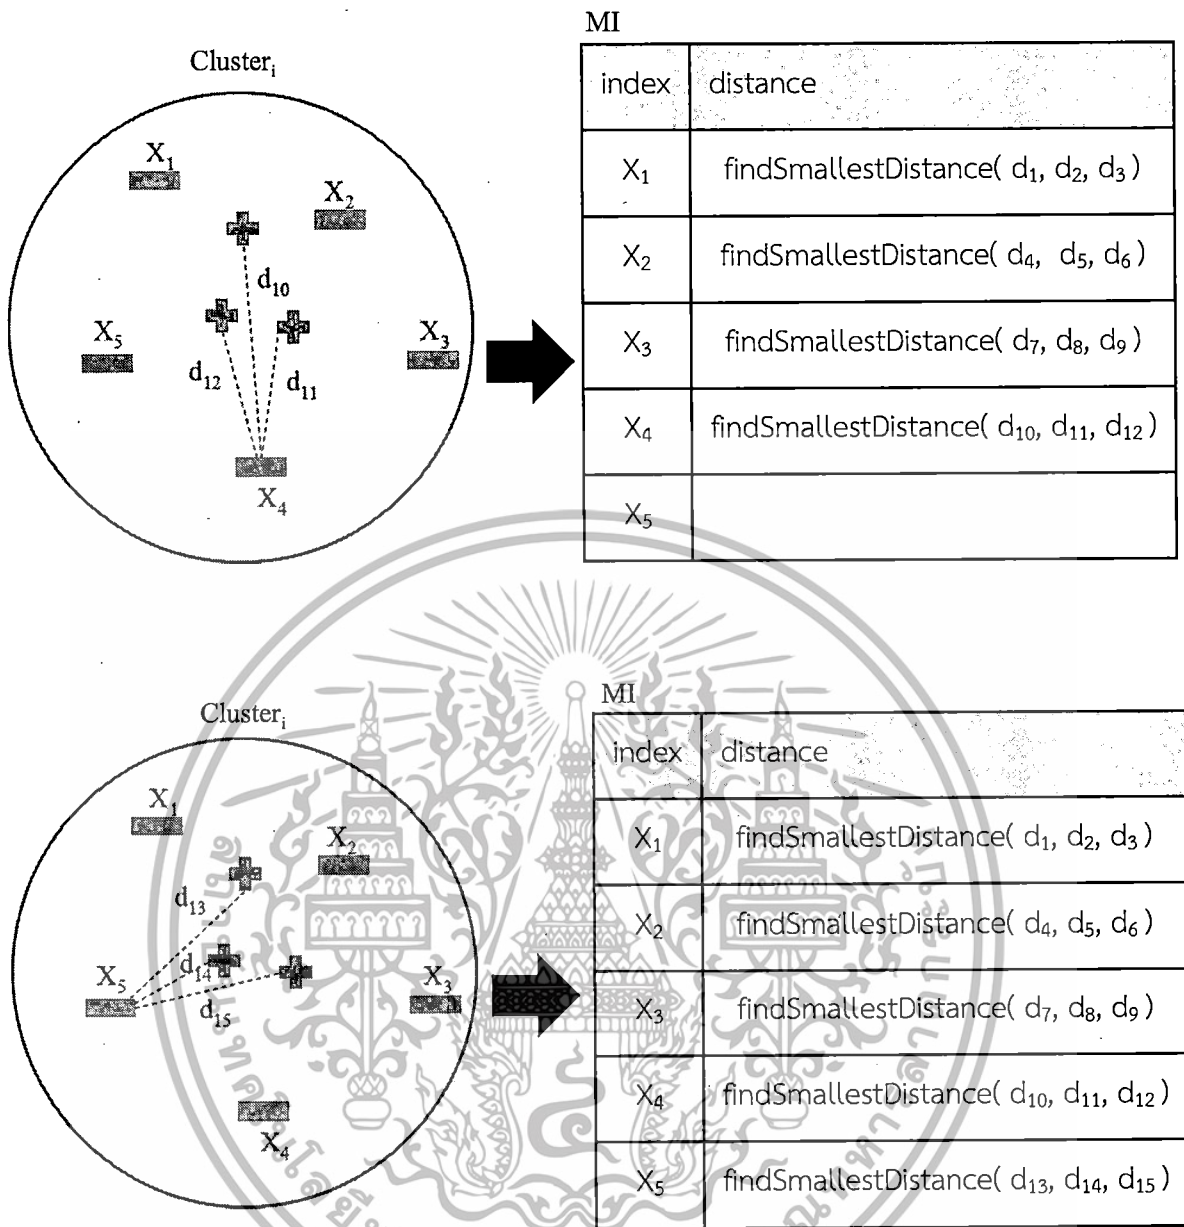 MI
Cluster_i
index distance
X₁ findSmallestDistance( d₁, d₂, d₃ )
X₂ findSmallestDistance( d₄, d₅, d₆ )
X₃ findSmallestDistance( d₇, d₈, d₉ )
X₄ findSmallestDistance( d₁₀, d₁₁, d₁₂ )
X₅
X₁
X₂
d₁₀
X₅
X₃
d₁₂
d₁₁
X₄
MI
Cluster_i
index distance
X₁ findSmallestDistance( d₁, d₂, d₃ )
X₂ findSmallestDistance( d₄, d₅, d₆ )
X₃ findSmallestDistance( d₇, d₈, d₉ )
X₄ findSmallestDistance( d₁₀, d₁₁, d₁₂ )
X₅ findSmallestDistance( d₁₃, d₁₄, d₁₅ )
X₁
X₂
d₁₃
d₁₄
X₅
X₃
d₁₅
X₄